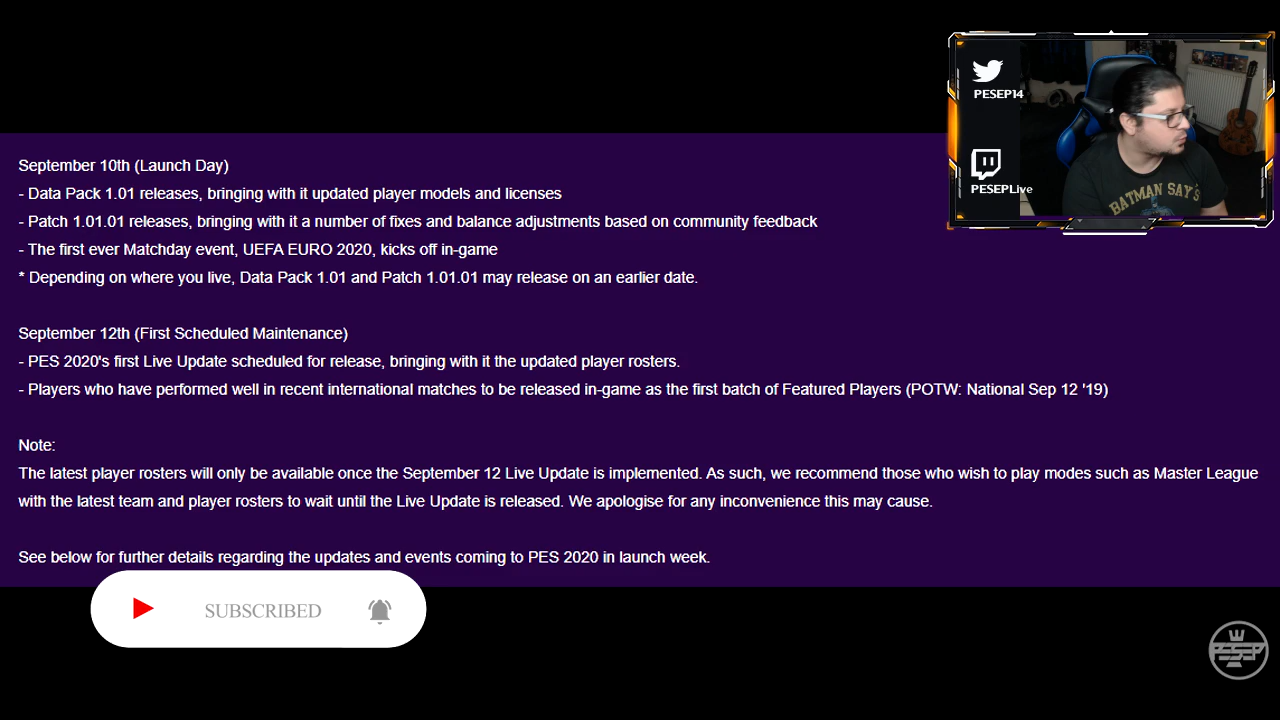 PESEP14
PESEPLive
BATMAN SAY'S
September 10th (Launch Day)
- Data Pack 1.01 releases, bringing with it updated player models and licenses
- Patch 1.01.01 releases, bringing with it a number of fixes and balance adjustments based on community feedback
- The first ever Matchday event, UEFA EURO 2020, kicks off in-game
* Depending on where you live, Data Pack 1.01 and Patch 1.01.01 may release on an earlier date.
September 12th (First Scheduled Maintenance)
- PES 2020's first Live Update scheduled for release, bringing with it the updated player rosters.
- Players who have performed well in recent international matches to be released in-game as the first batch of Featured Players (POTW: National Sep 12 '19)
Note:
The latest player rosters will only be available once the September 12 Live Update is implemented. As such, we recommend those who wish to play modes such as Master League
with the latest team and player rosters to wait until the Live Update is released. We apologise for any inconvenience this may cause.
See below for further details regarding the updates and events coming to PES 2020 in launch week.
SUBSCRIBED
PESEP